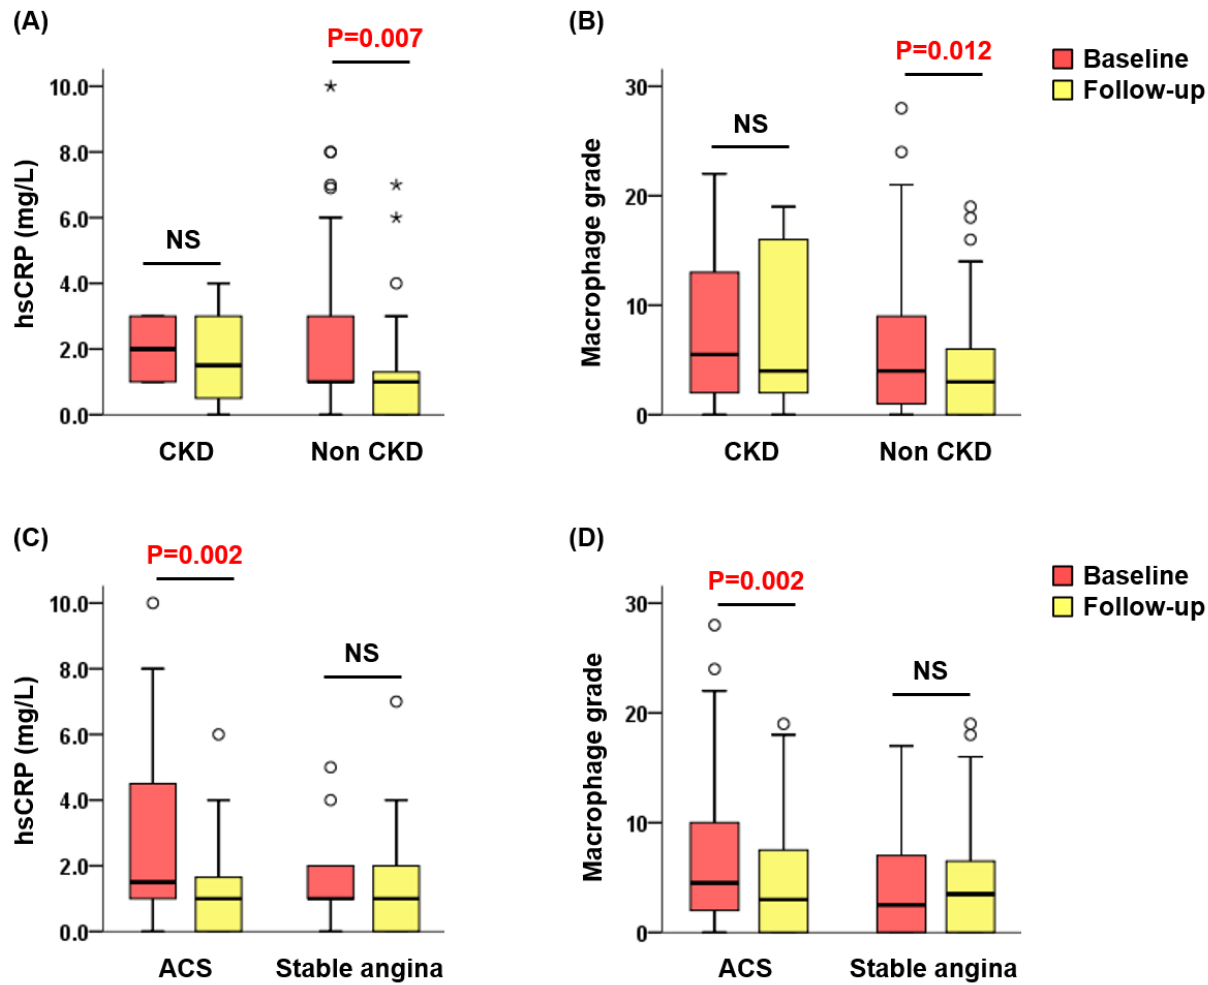 (A)
P=0.007
hsCRP (mg/L)
10.0
8.0
6.0
4.0
2.0
0.0
NS
CKD
Non CKD
(B)
P=0.012
Macrophage grade
30
20
10
0
NS
CKD
Non CKD
Baseline
Follow-up
(C)
P=0.002
hsCRP (mg/L)
10.0
8.0
6.0
4.0
2.0
0.0
NS
ACS
Stable angina
(D)
P=0.002
Macrophage grade
30
20
10
0
NS
ACS
Stable angina
Baseline
Follow-up